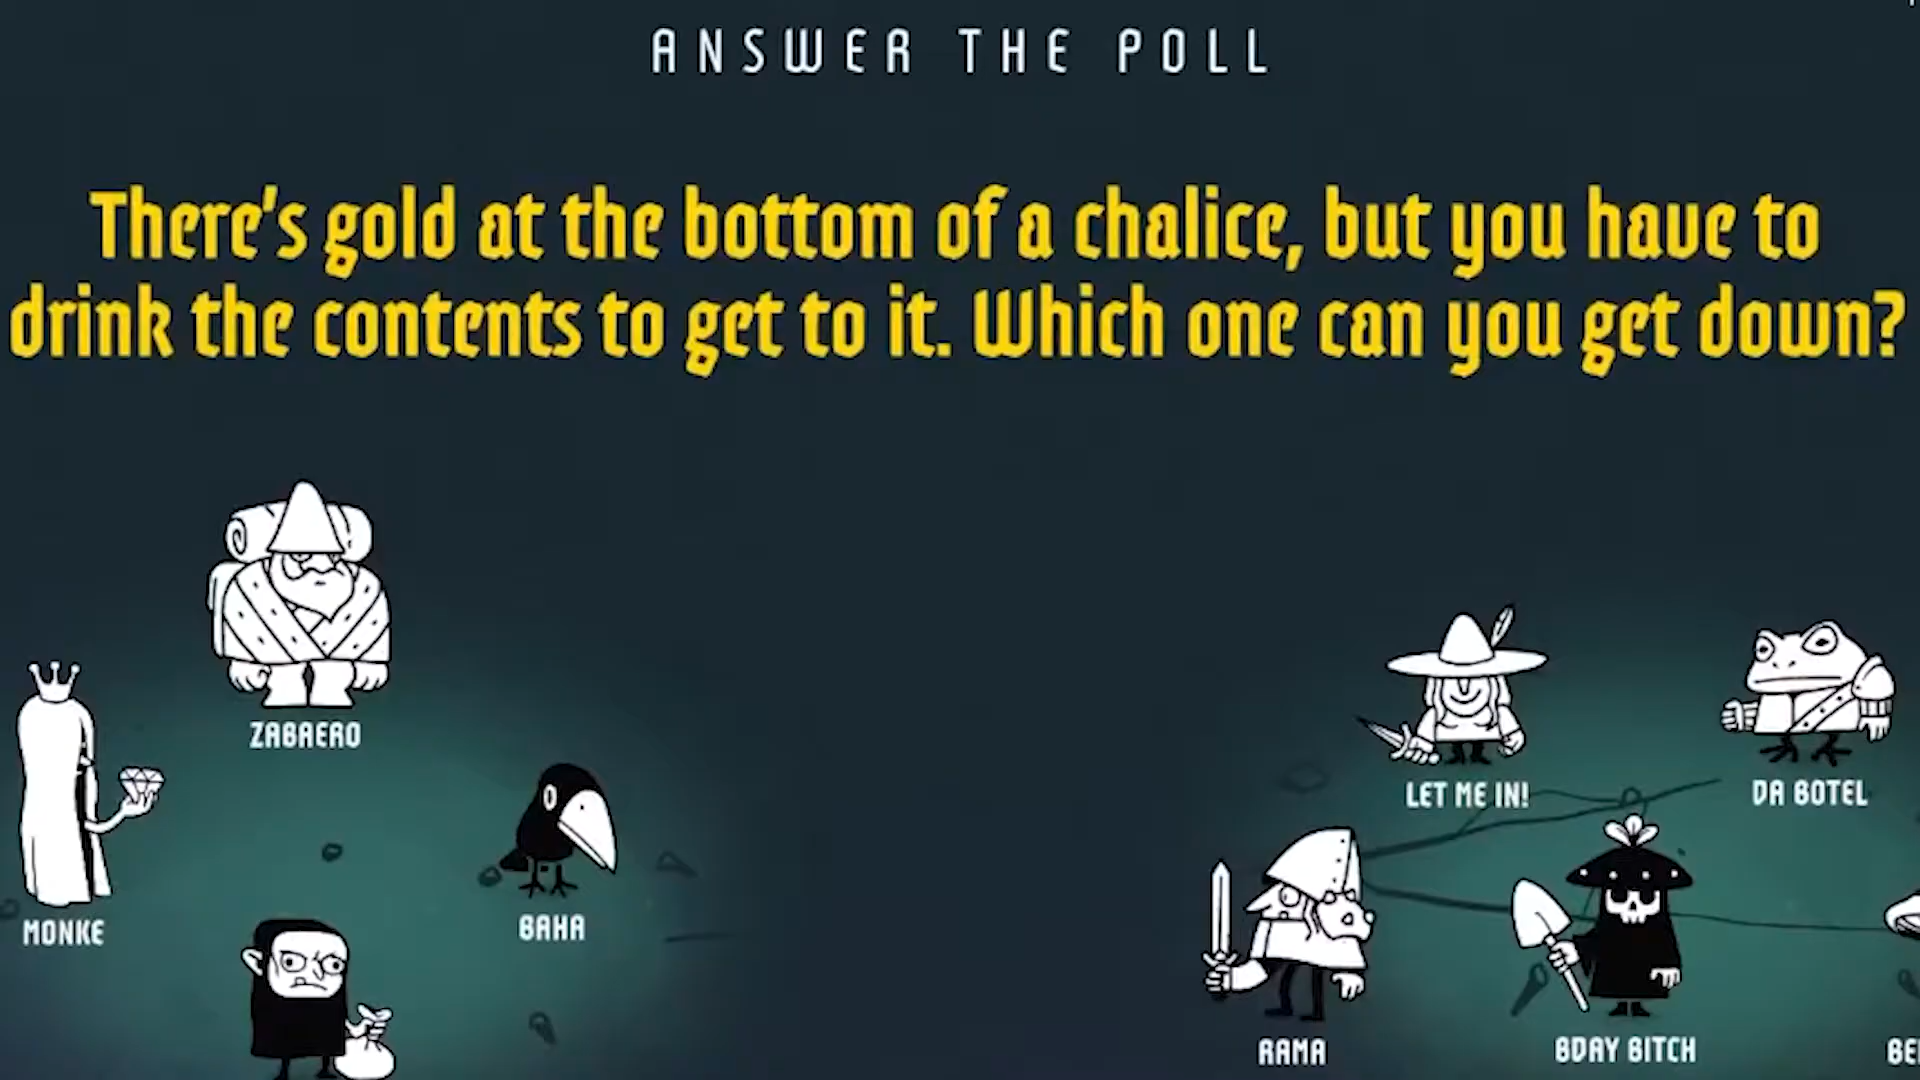 ANSWER THE POLL
There's gold at the bottom of a chalice, but you have to
drink the contents to get to it. Which one can you get down?
ZABAERO
LET ME IN!
DA BOTEL
MONKE
BAHA
RAMA
BDAY BITCH